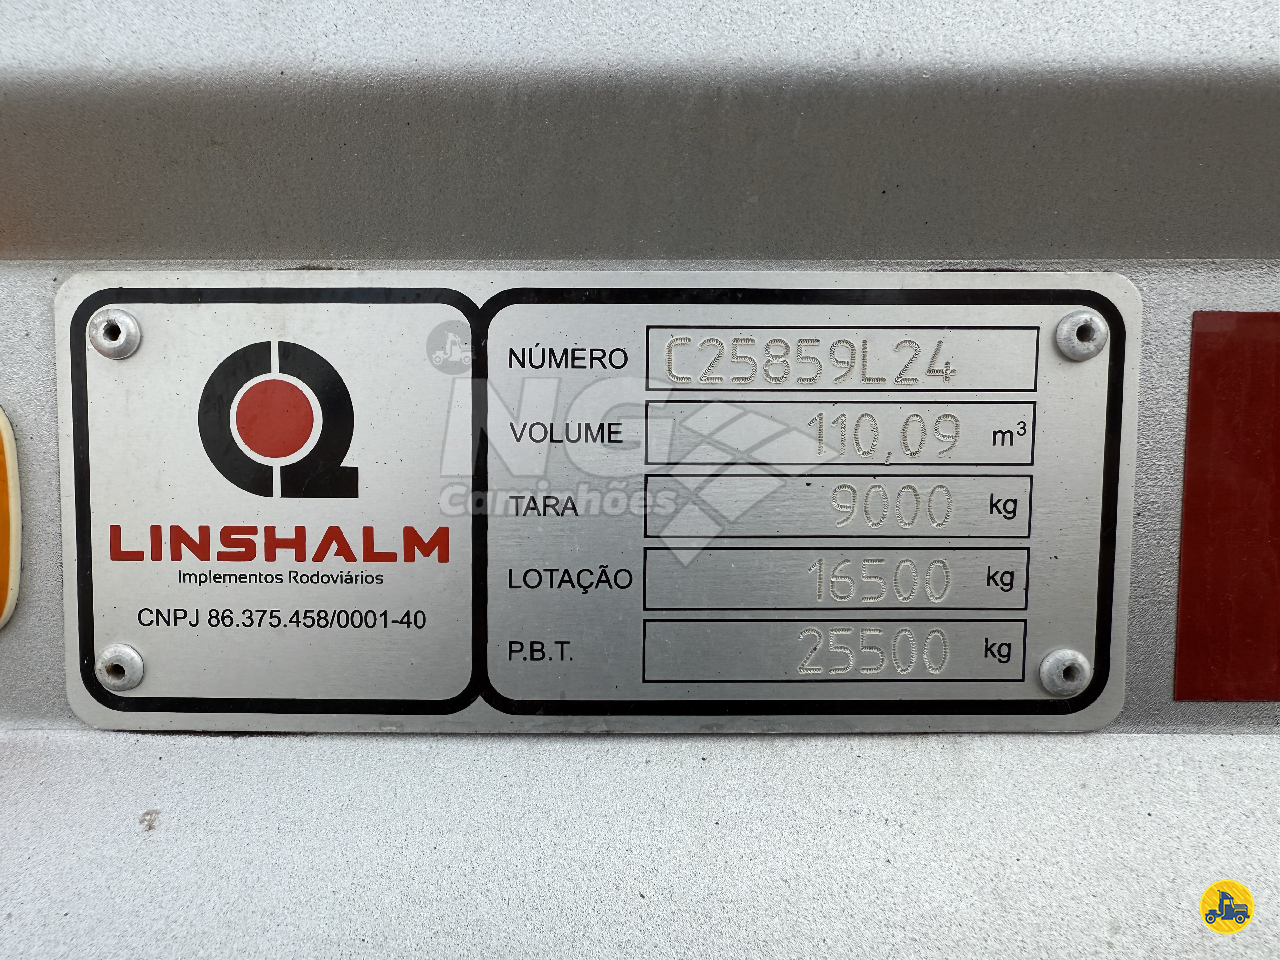 NÚMERO C25859L24
VOLUME 110,09 m³
TARA 9000 kg
LOTAÇÃO 16500 kg
P.B.T. 25500 kg
LINSHALM
Implementos Rodoviários
CNPJ 86.375.458/0001-40
NG
Caminhões